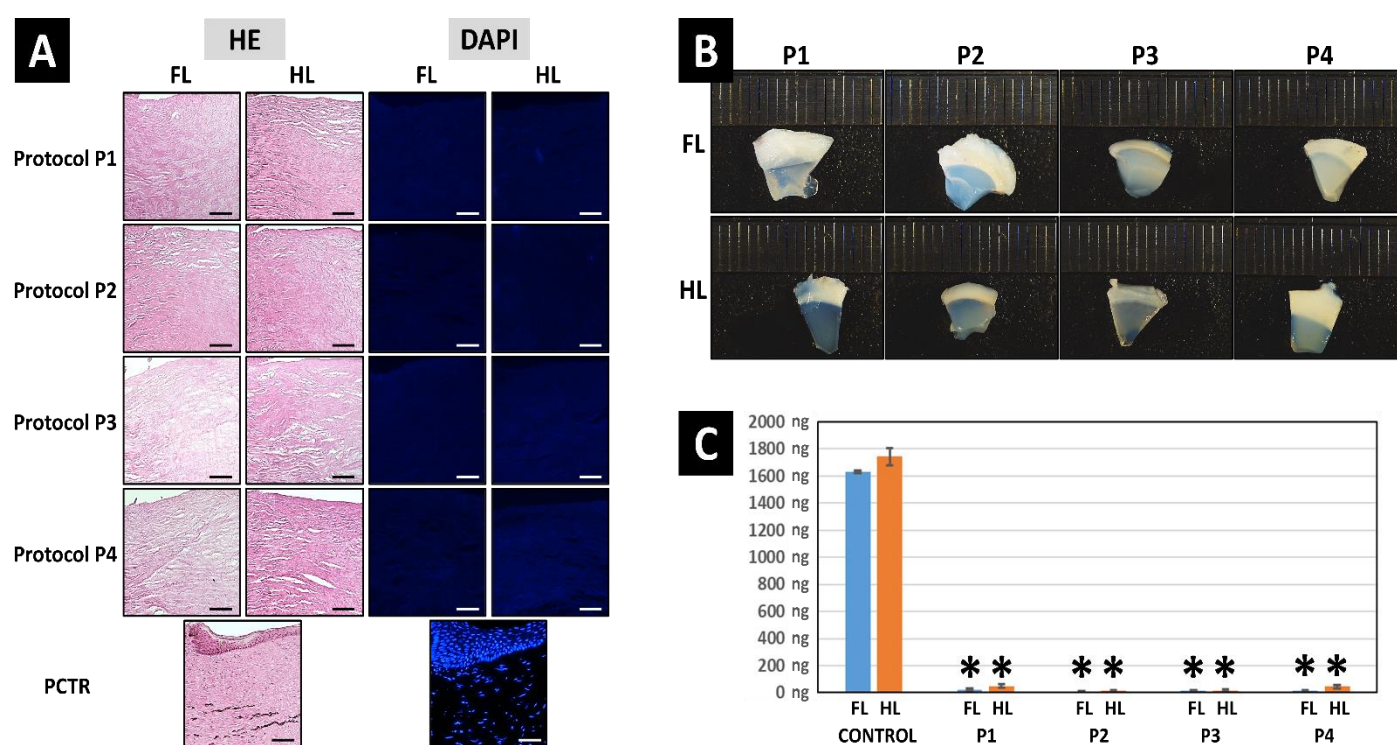 A
HE DAPI
FL HL FL HL
Protocol P1
Protocol P2
Protocol P3
Protocol P4
PCTR
B
P1 P2 P3 P4
FL
HL
C
2000 ng
1800 ng
1600 ng
1400 ng
1200 ng
1000 ng
800 ng
600 ng
400 ng
200 ng
0 ng
* * * * * * * *
FL HL FL HL FL HL FL HL FL HL
CONTROL P1 P2 P3 P4